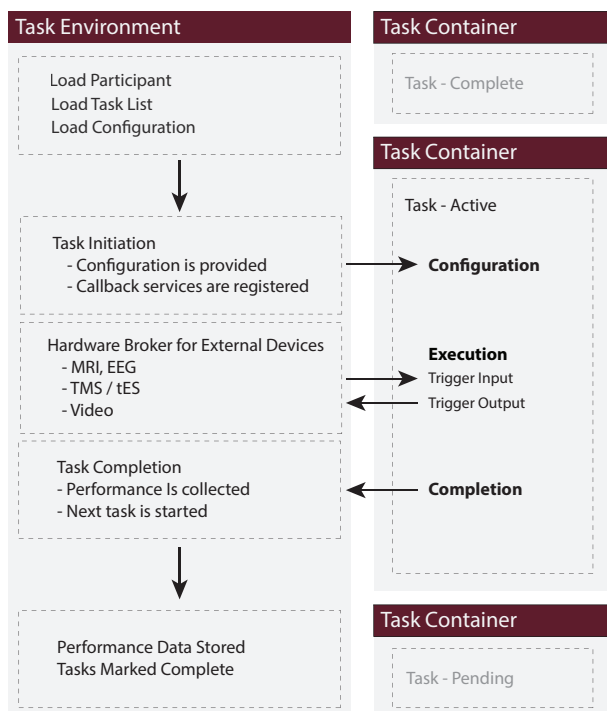 Task Environment
Load Participant
Load Task List
Load Configuration
Task Initiation
- Configuration is provided
- Callback services are registered
Hardware Broker for External Devices
- MRI, EEG
- TMS / tES
- Video
Task Completion
- Performance Is collected
- Next task is started
Performance Data Stored
Tasks Marked Complete
Task Container
Task - Complete
Task Container
Task - Active
Configuration
Execution
Trigger Input
Trigger Output
Completion
Task Container
Task - Pending